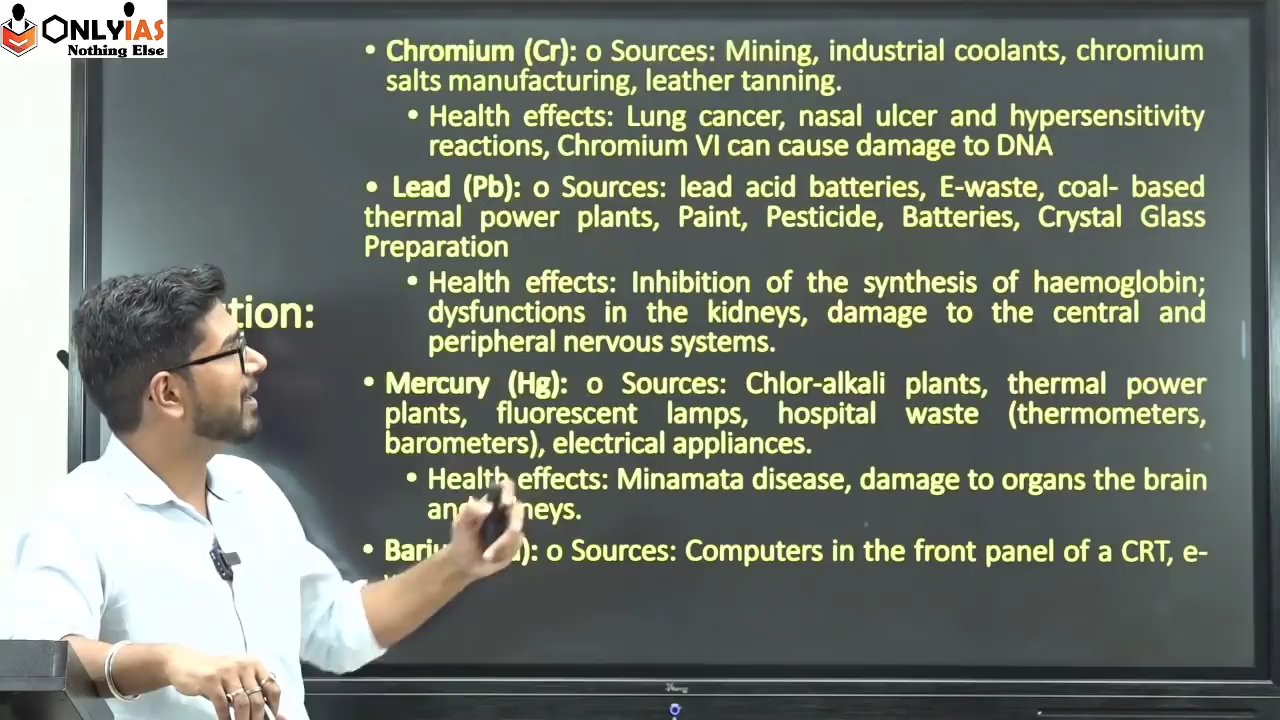 ONLYIAS
Nothing Else
• Chromium (Cr): o Sources: Mining, industrial coolants, chromium
salts manufacturing, leather tanning.
• Health effects: Lung cancer, nasal ulcer and hypersensitivity
reactions, Chromium VI can cause damage to DNA
• Lead (Pb): o Sources: lead acid batteries, E-waste, coal- based
thermal power plants, Paint, Pesticide, Batteries, Crystal Glass
Preparation
• Health effects: Inhibition of the synthesis of haemoglobin;
dysfunctions in the kidneys, damage to the central and
peripheral nervous systems.
tion:
• Mercury (Hg): o Sources: Chlor-alkali plants, thermal power
plants, fluorescent lamps, hospital waste (thermometers,
barometers), electrical appliances.
• Health effects: Minamata disease, damage to organs the brain
• o Sources: Computers in the front panel of a CRT, e-